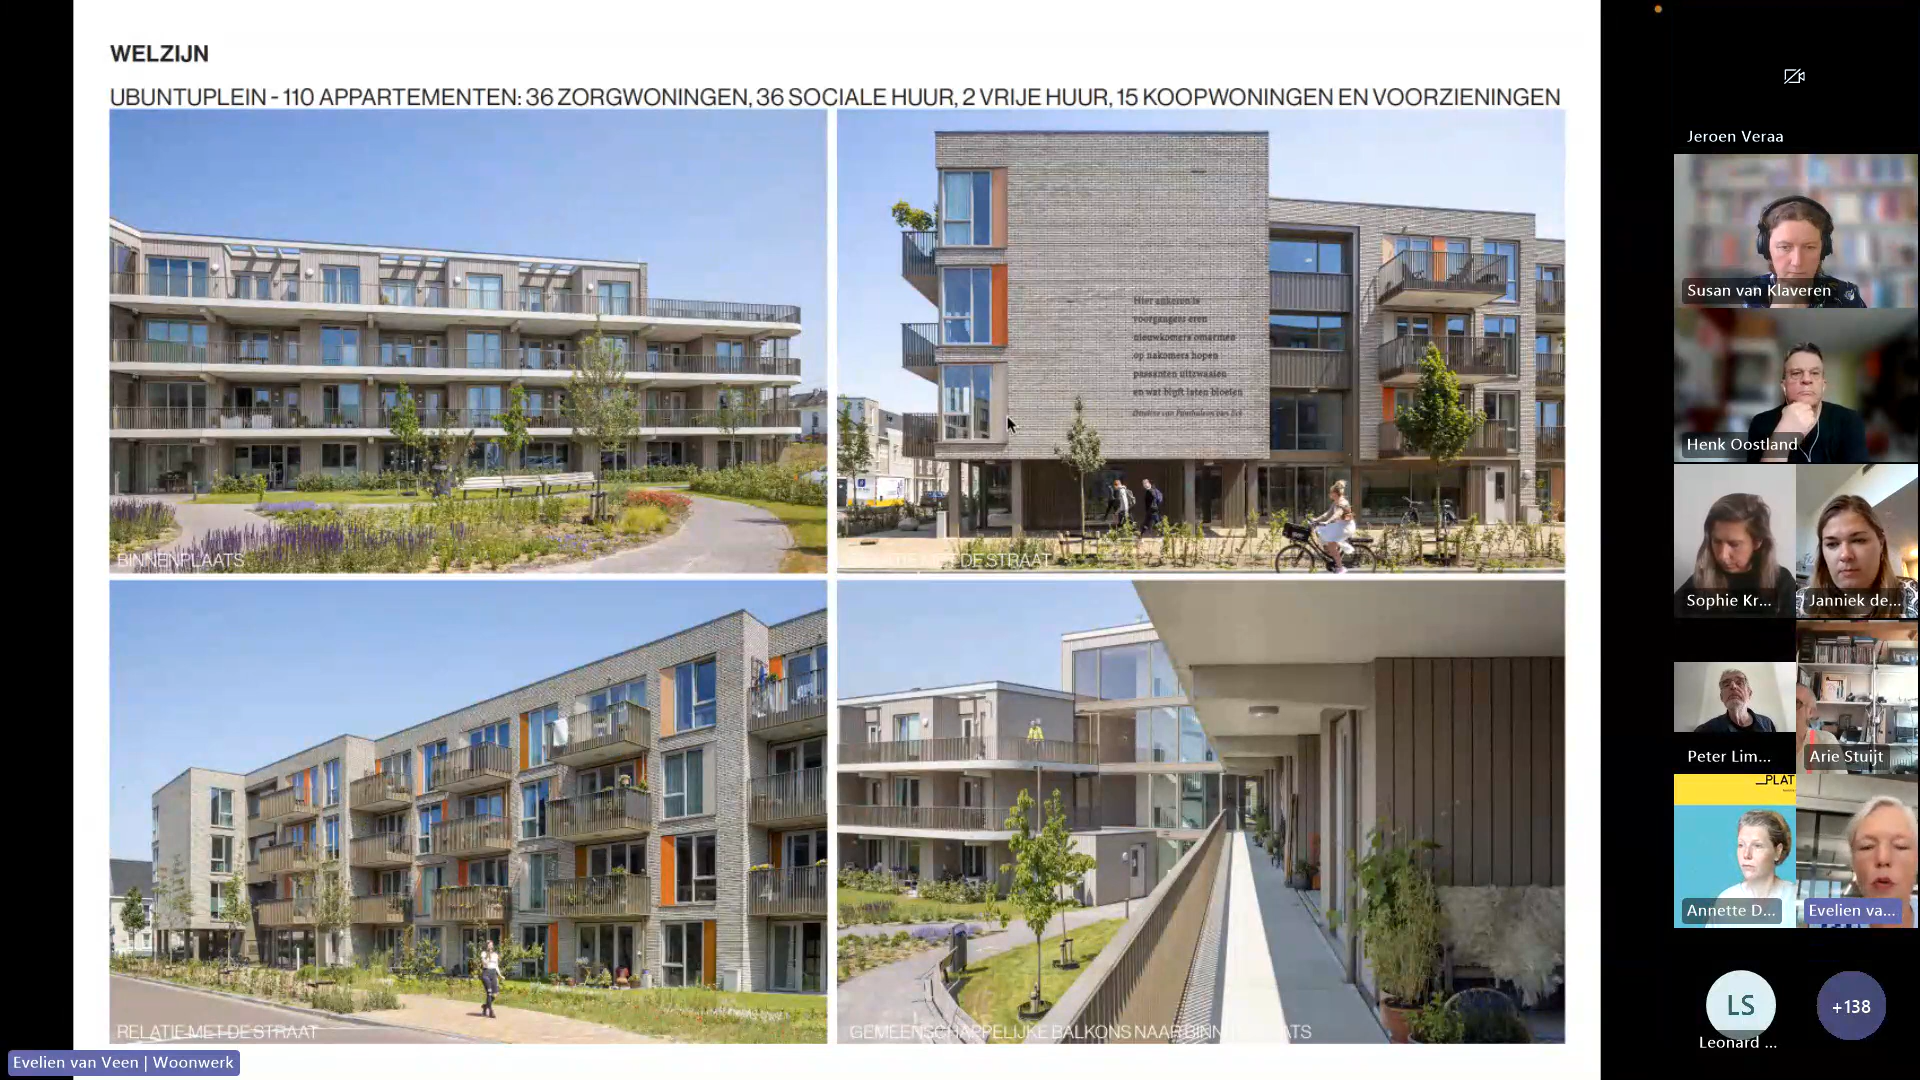 WELZIJN
UBUNTUPLEIN - 110 APPARTEMENTEN: 36 ZORGWONINGEN, 36 SOCIALE HUUR, 2 VRIJE HUUR, 15 KOOPWONINGEN EN VOORZIENINGEN
Hier ankeren is
voorgangers eren
nieuwkomers omarmen
op nakomers hopen
passanten uitzwaaien
en wat blijft laten bloeien
BINNENPLAATS
DE STRAAT
RELATIE MET DE STRAAT
GEMEENSCHAPPELIJKE BALKONS NAAR
Evelien van Veen | Woonwerk
Jeroen Veraa
Susan van Klaveren
Henk Oostland
Sophie Kr...
Janniek de...
Peter Lim...
Arie Stuijt
_PLAT
Annette D...
Evelien va...
LS
+138
Leonard ...